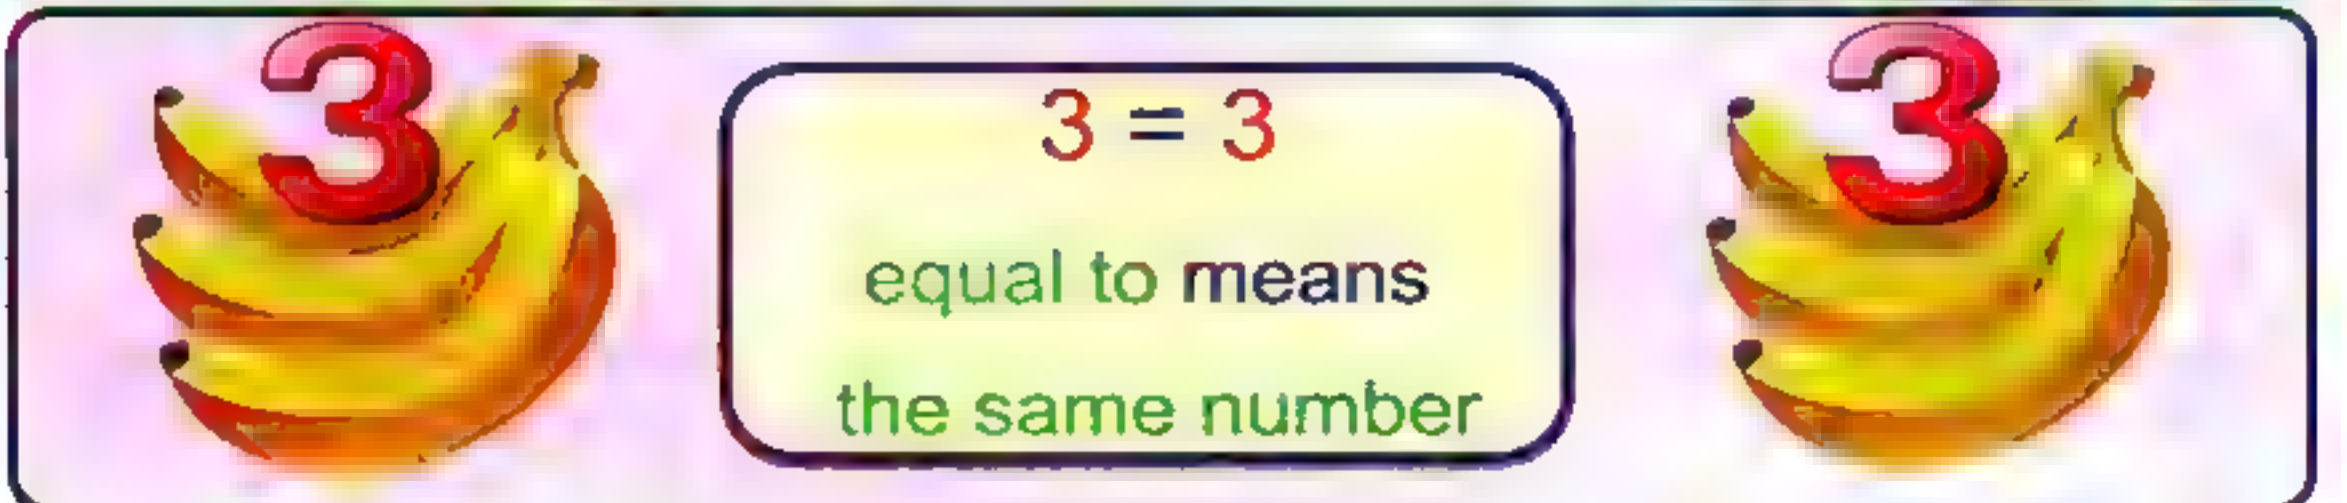 3
3 = 3
equal to means
the same number
3